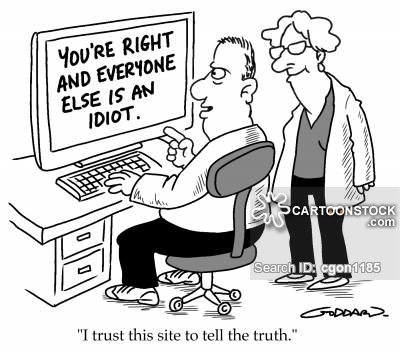 YOU'RE RIGHT
AND EVERYONE
ELSE IS AN
IDIOT.
CARTOONSTOCK
.com
Search ID: cgon1185
GODDARD.
"I trust this site to tell the truth."